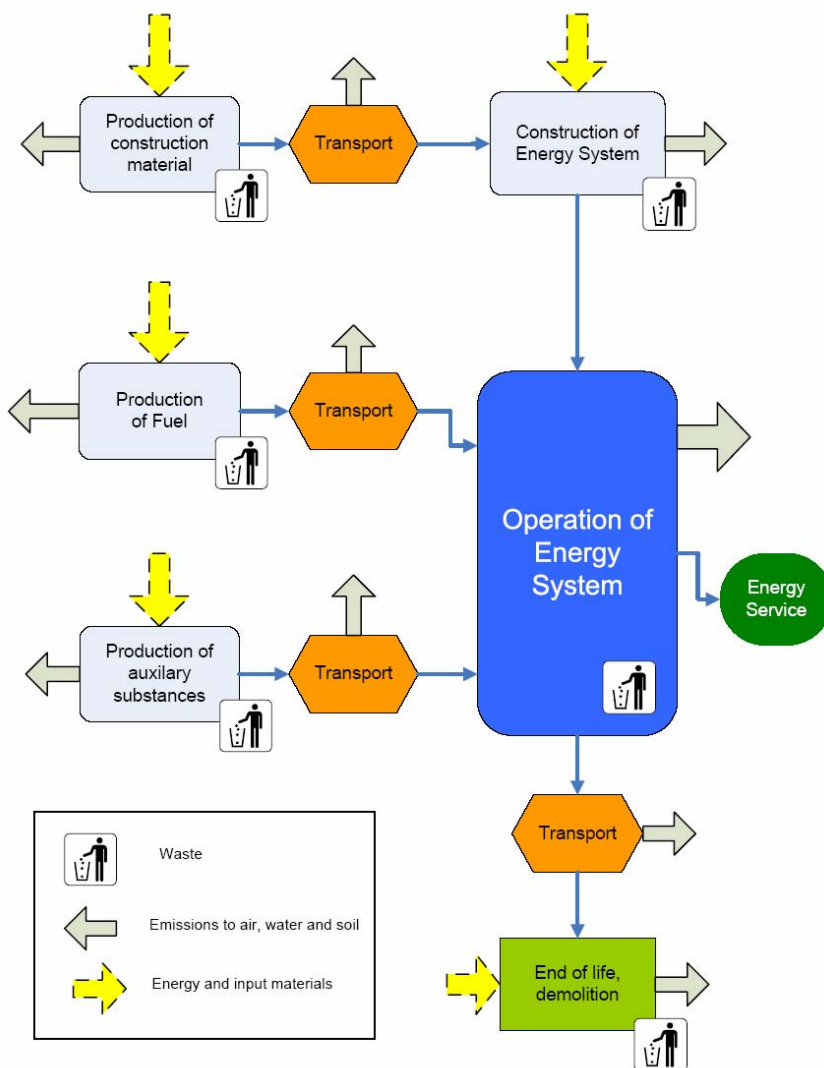 Production of
construction
material
Transport
Construction of
Energy System
Production
of Fuel
Transport
Operation of
Energy
System
Energy
Service
Production of
auxilary
substances
Transport
Transport
End of life,
demolition
Waste
Emissions to air, water and soil
Energy and input materials